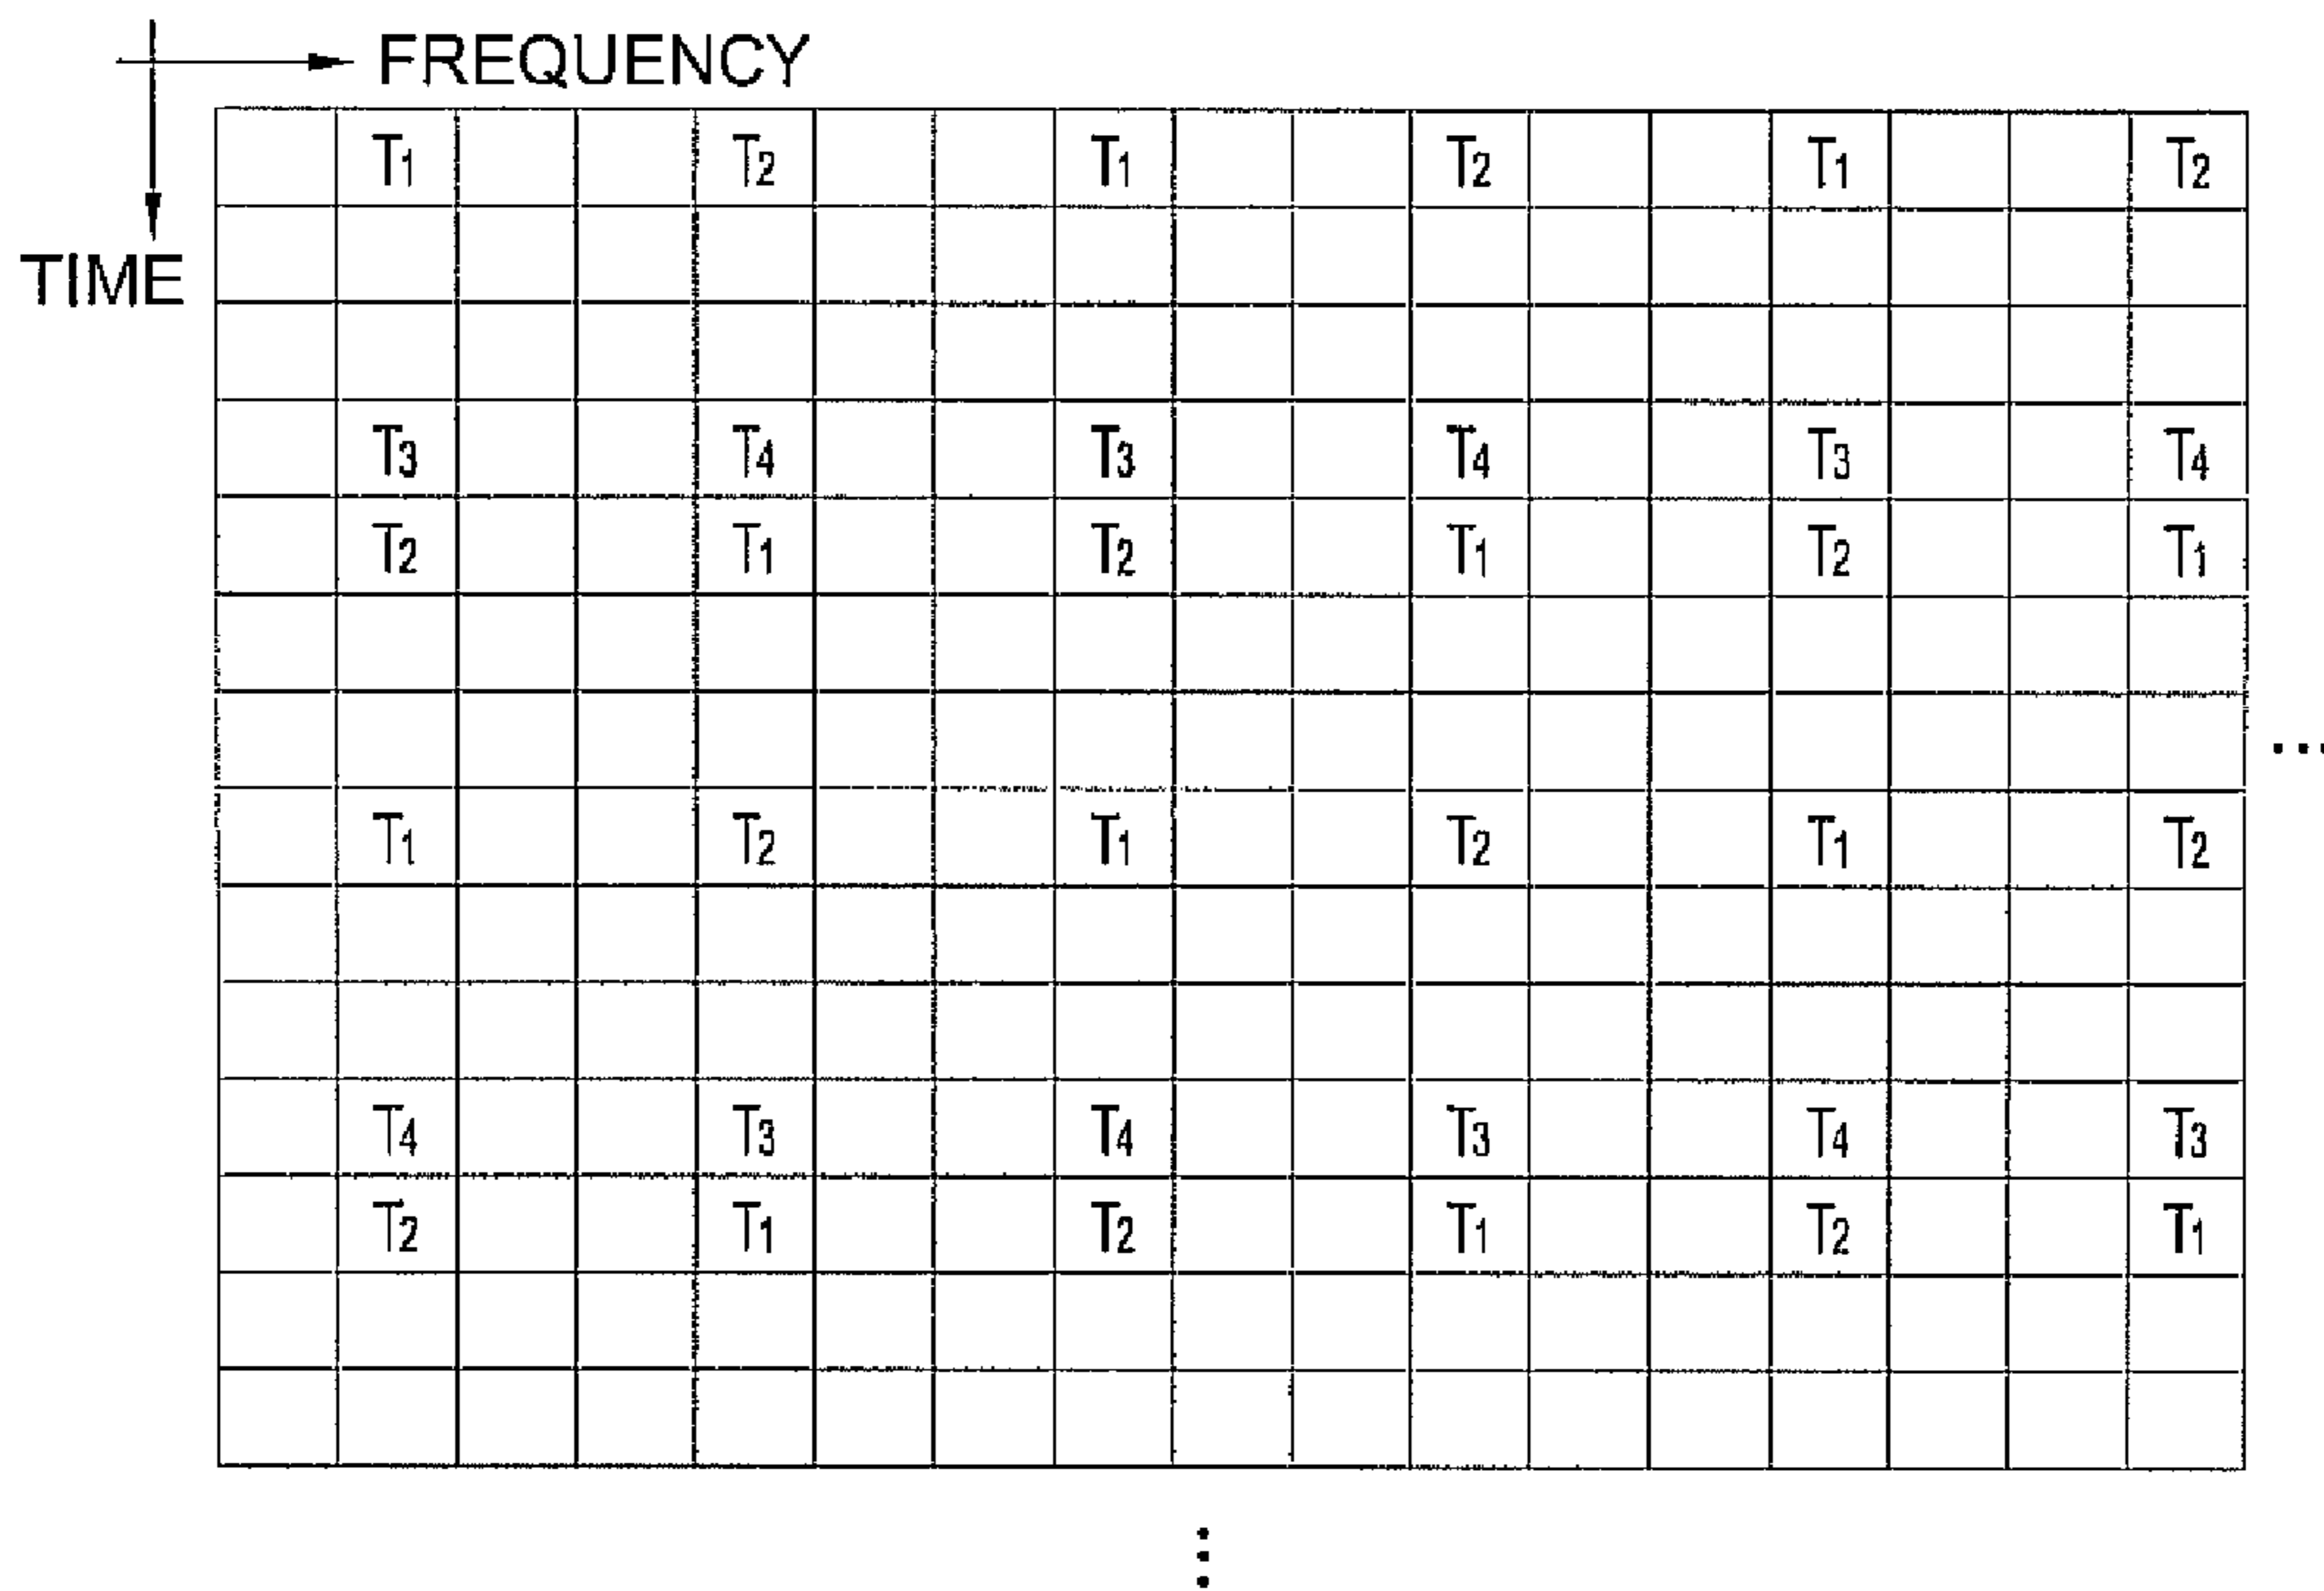 FREQUENCY
TIME
T1 T2 T1 T2 T1 T2
T3 T4 T3 T4 T3 T4
T2 T1 T2 T1 T2 T1
...
T1 T2 T1 T2 T1 T2
T4 T3 T4 T3 T4 T3
T2 T1 T2 T1 T2 T1
⋮